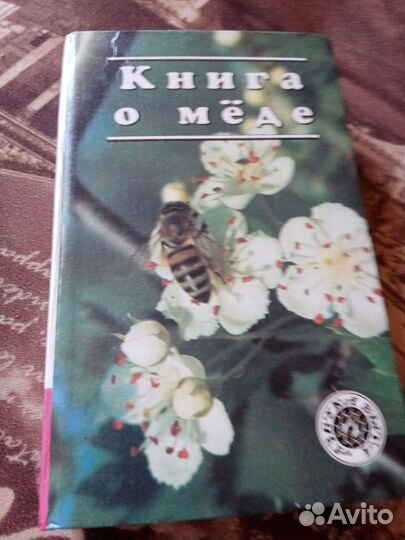 Книга
о мёде
Avito